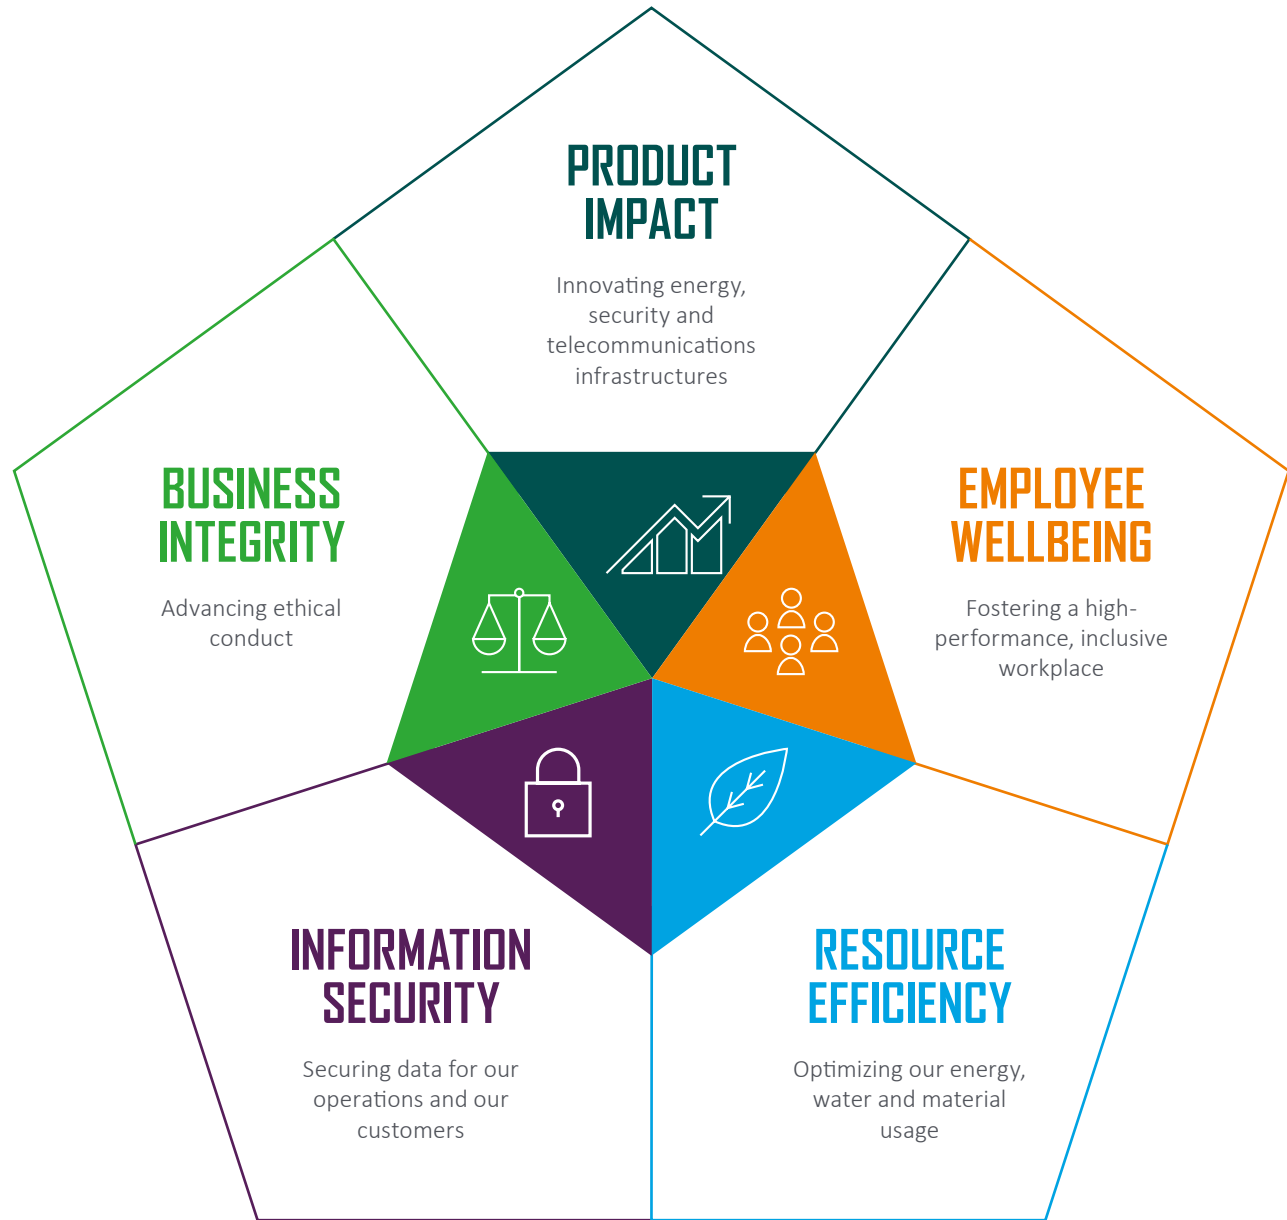 PRODUCT
IMPACT
Innovating energy,
security and
telecommunications
infrastructures
BUSINESS
INTEGRITY
Advancing ethical
conduct
EMPLOYEE
WELLBEING
Fostering a high-
performance, inclusive
workplace
INFORMATION
SECURITY
Securing data for our
operations and our
customers
RESOURCE
EFFICIENCY
Optimizing our energy,
water and material
usage